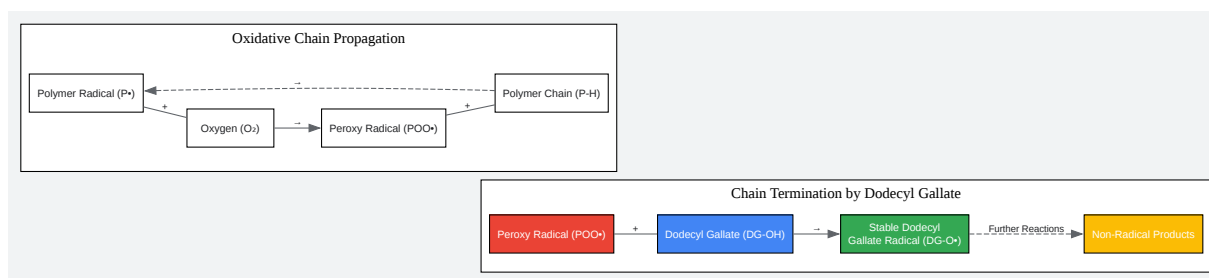 Oxidative Chain Propagation
→
Polymer Radical (P•)
Polymer Chain (P-H)
+
+
Oxygen (O₂)
→
Peroxy Radical (POO•)
Chain Termination by Dodecyl Gallate
Peroxy Radical (POO•)
+
Dodecyl Gallate (DG-OH)
→
Stable Dodecyl
Gallate Radical (DG-O•)
Further Reactions
Non-Radical Products